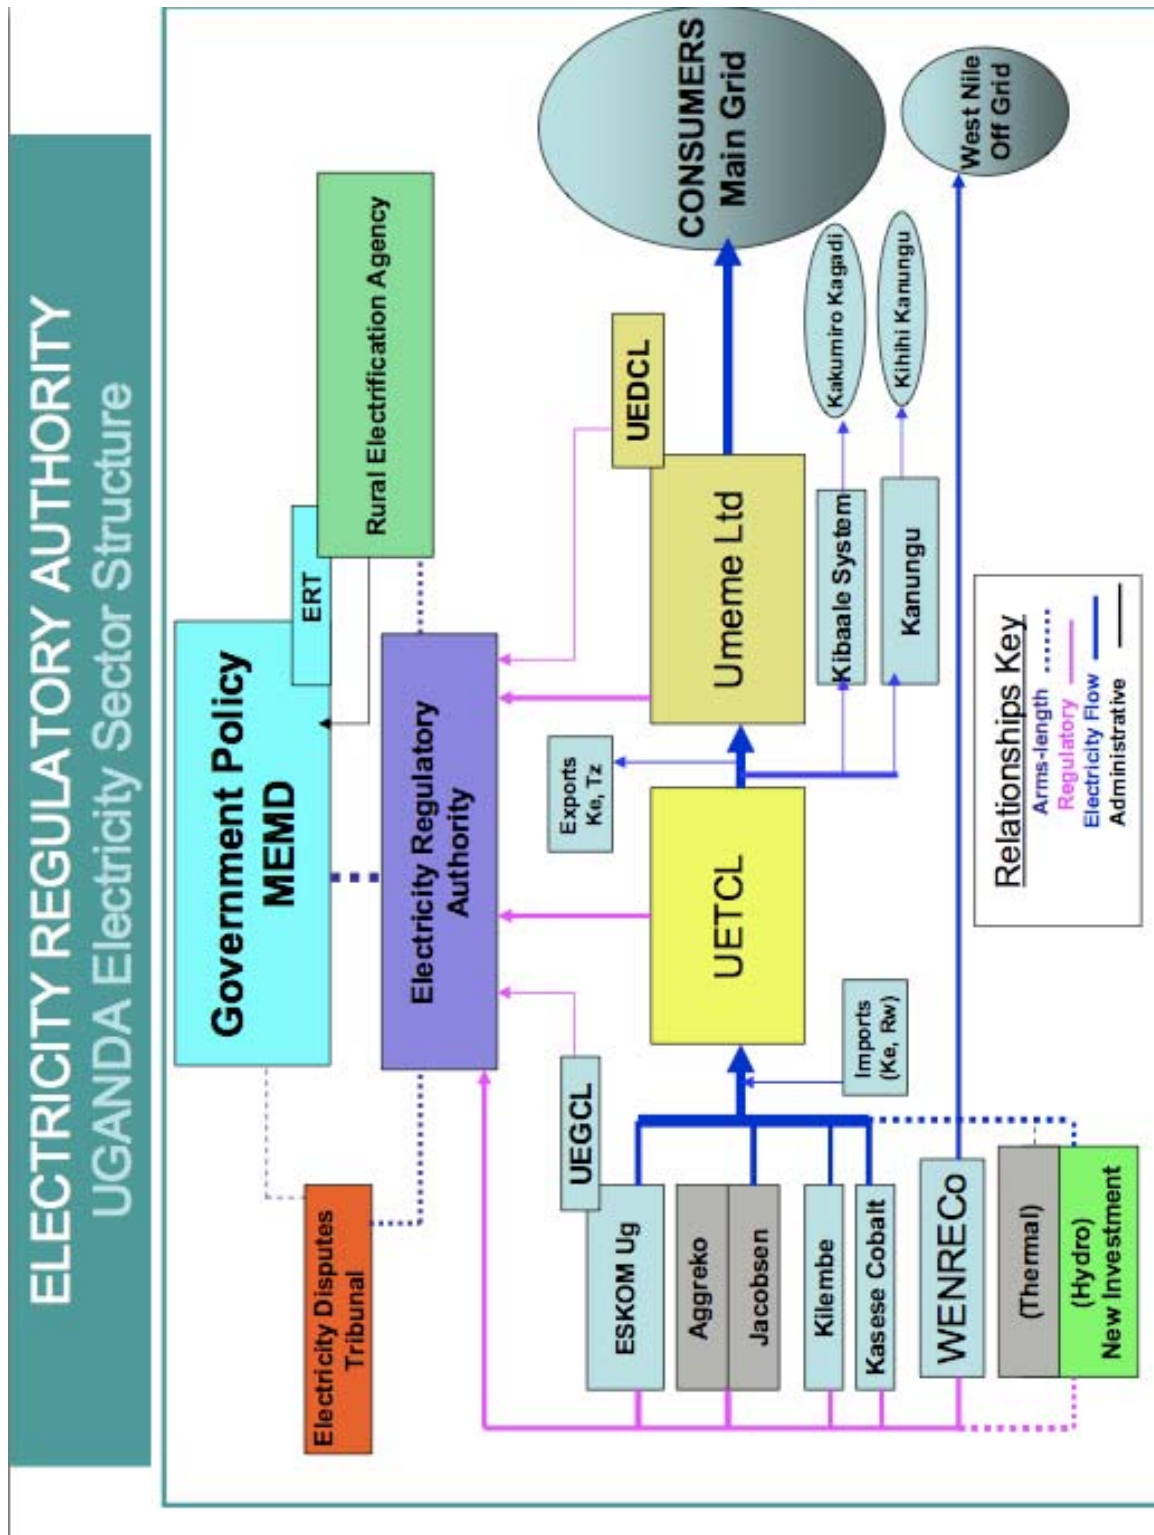 ELECTRICITY REGULATORY AUTHORITY
UGANDA Electricity Sector Structure
Government Policy
MEMD
ERT
Rural Electrification Agency
Electricity Disputes
Tribunal
Electricity Regulatory
Authority
UEGCL
ESKOM Ug
Aggreko
Jacobsen
Kilembe
Kasese Cobalt
WENRECo
(Thermal)
(Hydro)
New Investment
Imports
(Ke, Rw)
UETCL
Exports
Ke, Tz
Umeme Ltd
UEDCL
Kibaale System
Kanungu
CONSUMERS
Main Grid
Kakumiro Kagadi
Kihihi Kanungu
West Nile
Off Grid
Relationships Key
Arms-length
Regulatory
Electricity Flow
Administrative